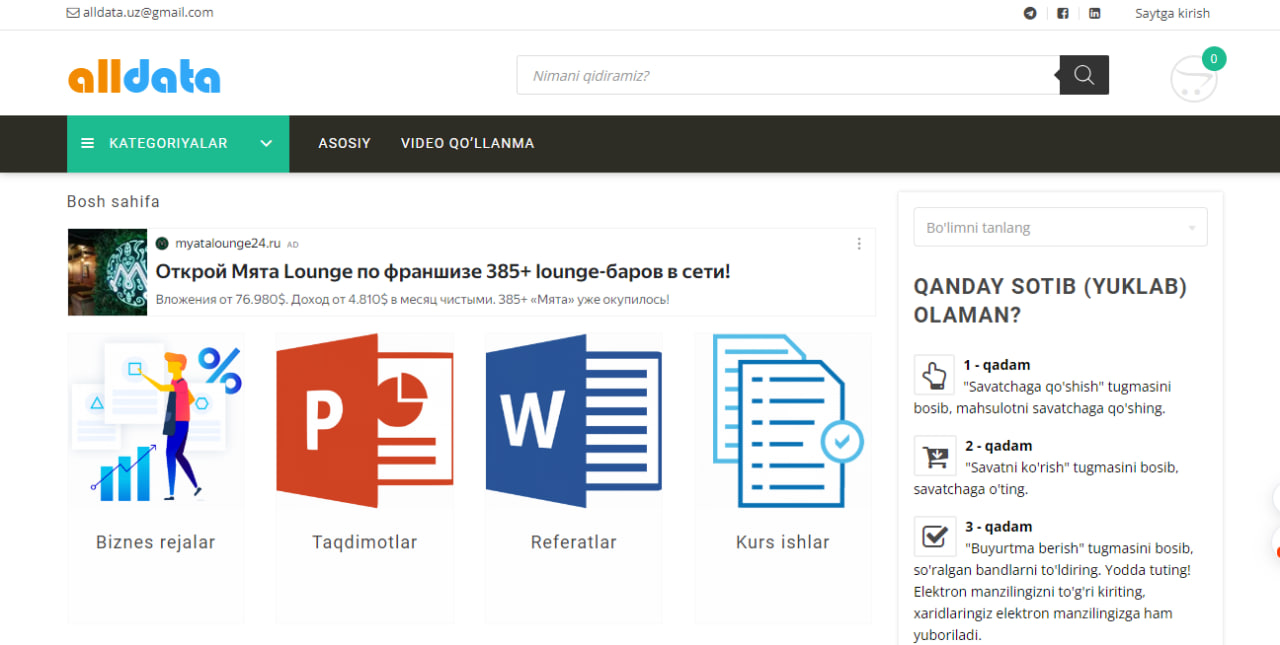 alldata.uz@gmail.com
Saytga kirish
alldata
Nimani qidiramiz?
0
KATEGORIYALAR
ASOSIY
VIDEO QO’LLANMA
Bosh sahifa
myatalounge24.ru AD
Открой Мята Lounge по франшизе 385+ lounge-баров в сети!
Вложения от 76.980$. Доход от 4.810$ в месяц чистыми. 385+ «Мята» уже окупилось!
%
P
W
Biznes rejalar
Taqdimotlar
Referatlar
Kurs ishlar
Bo'limni tanlang
QANDAY SOTIB (YUKLAB)
OLAMAN?
1 - qadam
"Savatchaga qo'shish" tugmasini
bosib, mahsulotni savatchaga qo'shing.
2 - qadam
"Savatni ko'rish" tugmasini bosib,
savatchaga o'ting.
3 - qadam
"Buyurtma berish" tugmasini bosib,
so'ralgan bandlarni to'ldiring. Yodda tuting!
Elektron manzilingizni to'g'ri kiriting,
xaridlaringiz elektron manzilingizga ham
yuboriladi.